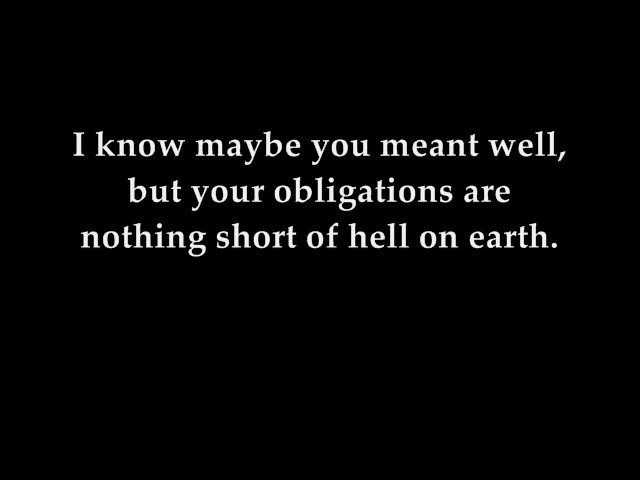 I know maybe you meant well,
but your obligations are
nothing short of hell on earth.